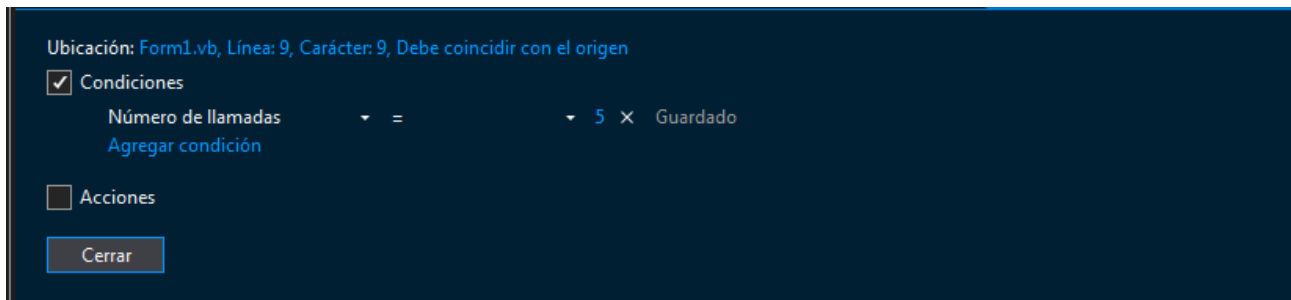 Ubicación: Form1.vb, Línea: 9, Carácter: 9, Debe coincidir con el origen
Condiciones
Número de llamadas = 5 × Guardado
Agregar condición
Acciones
Cerrar